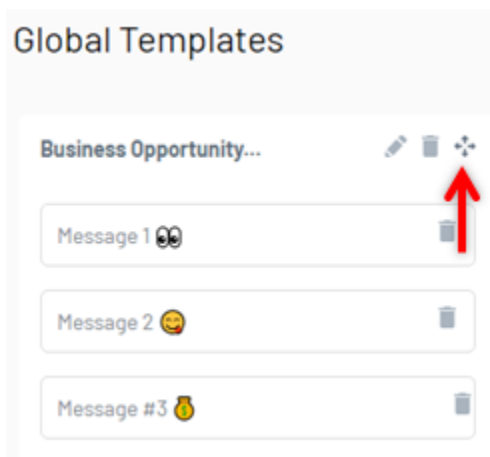 Global Templates
Business Opportunity...
Message 1 👀
Message 2 😋
Message #3 💰